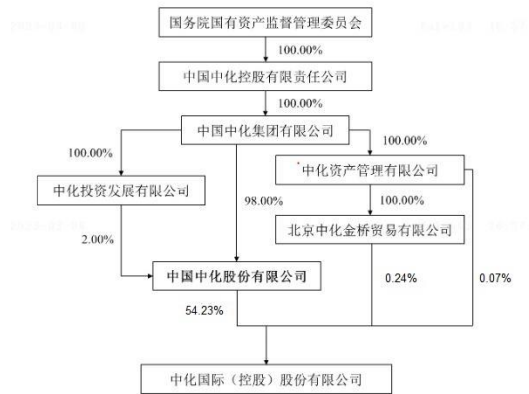 国务院国有资产监督管理委员会
100.00%
中国中化控股有限责任公司
100.00%
中国中化集团有限公司
100.00%
100.00%
中化资产管理有限公司
中化投资发展有限公司
98.00%
100.00%
北京中化金桥贸易有限公司
2.00%
中国中化股份有限公司
0.24%
0.07%
54.23%
中化国际（控股）股份有限公司